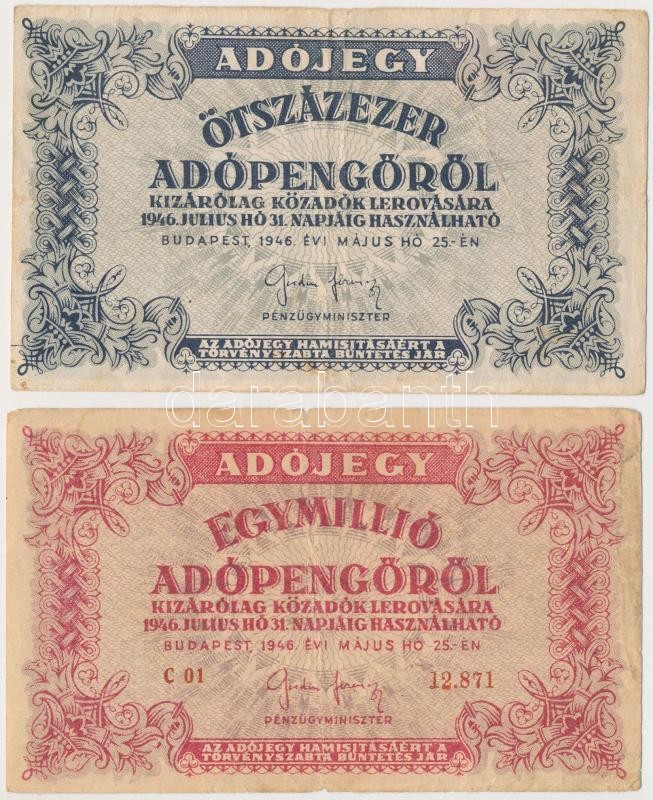 ADÓJEGY
ÖTSZÁZEZER
ADÓPENGŐRŐL
KIZÁRÓLAG KÖZADÓK LEROVÁSÁRA
1946. JULIUS HÓ 31. NAPJÁIG HASZNÁLHATÓ
BUDAPEST, 1946. ÉVI MÁJUS HÓ 25.-ÉN
PÉNZÜGYMINISZTER
AZ ADÓJEGY HAMISITÁSAÉRT A
TÖRVÉNYSZABTA BÜNTETÉS JÁR
darabanth
ADÓJEGY
EGYMILLIÓ
ADÓPENGŐRŐL
KIZÁRÓLAG KÖZADÓK LEROVÁSÁRA
1946. JULIUS HÓ 31. NAPJÁIG HASZNÁLHATÓ
BUDAPEST, 1946. ÉVI MÁJUS HÓ 25.-ÉN
C 01 12.871
PÉNZÜGYMINISZTER
AZ ADÓJEGY HAMISITÁSAÉRT A
TÖRVÉNYSZABTA BÜNTETÉS JÁR